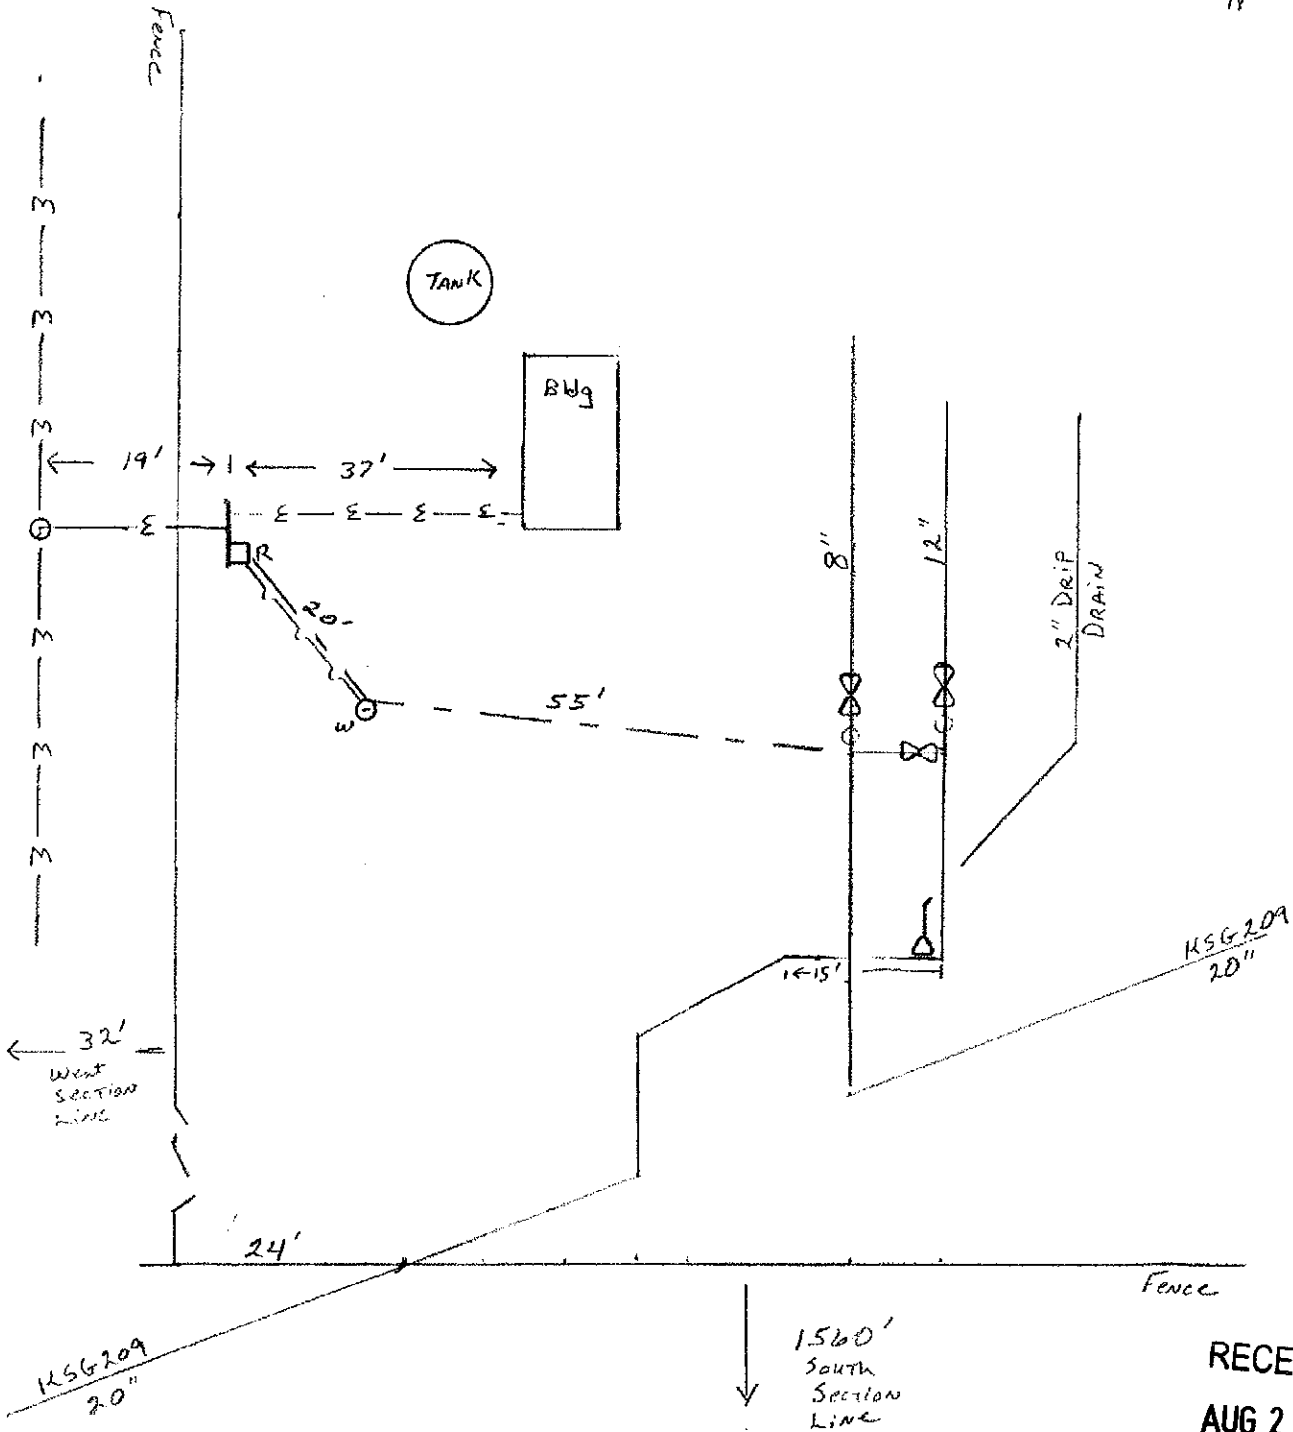 Fence
TANK
Bldg
19'
37'
E
E E E E
R
20
W
55'
8"
12"
2" DRIP
DRAIN
15'
KSG209
20"
32'
West
Section
Line
24'
Fence
KSG209
20"
1560'
South
Section
Line
RECE
AUG 2